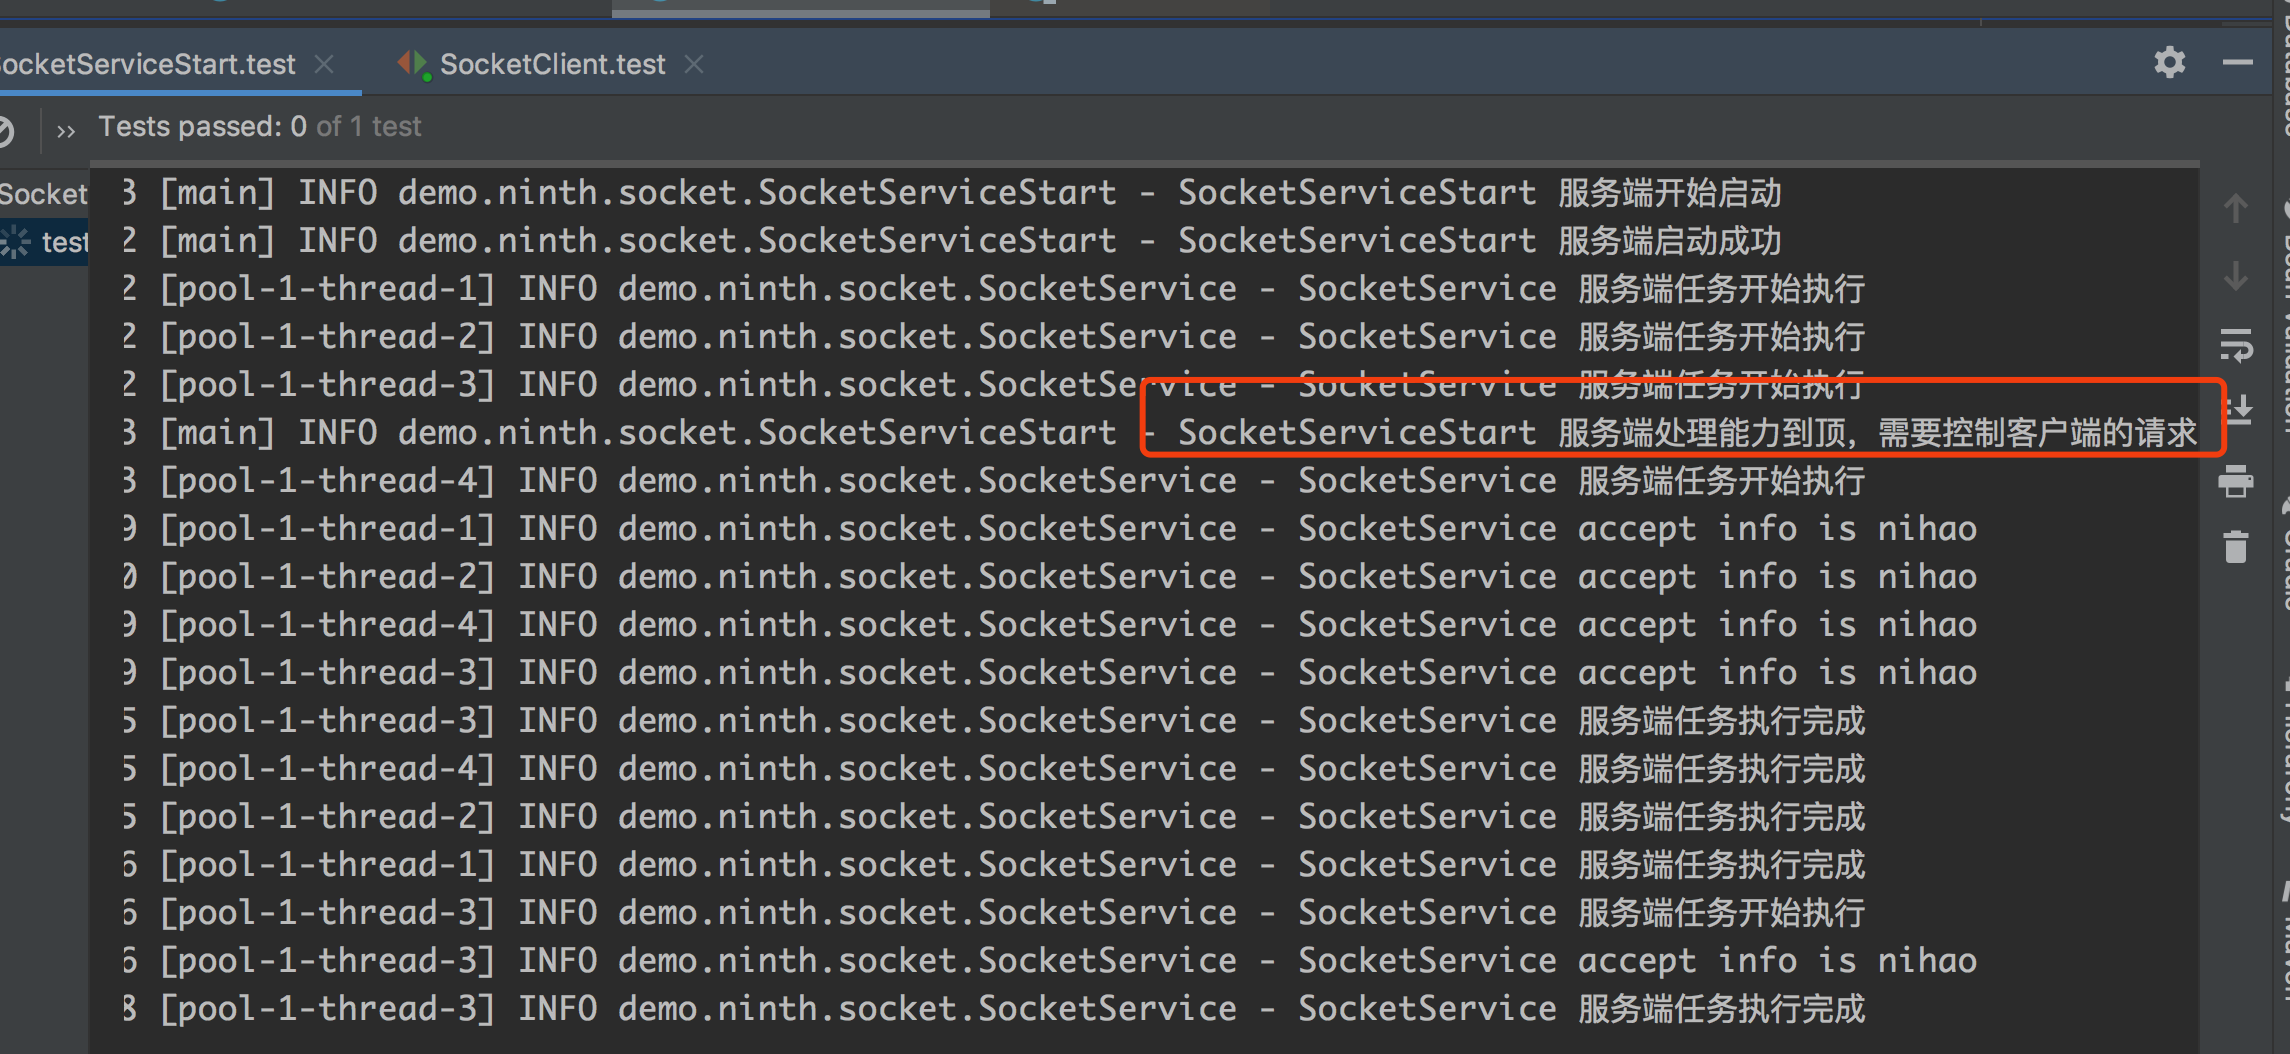 ocketServiceStart.test
SocketClient.test
Tests passed: 0 of 1 test
Socket
test
3 [main] INFO demo.ninth.socket.SocketServiceStart - SocketServiceStart 服务端开始启动
2 [main] INFO demo.ninth.socket.SocketServiceStart - SocketServiceStart 服务端启动成功
2 [pool-1-thread-1] INFO demo.ninth.socket.SocketService - SocketService 服务端任务开始执行
2 [pool-1-thread-2] INFO demo.ninth.socket.SocketService - SocketService 服务端任务开始执行
2 [pool-1-thread-3] INFO demo.ninth.socket.SocketService - SocketService 服务端任务开始执行
3 [main] INFO demo.ninth.socket.SocketServiceStart - SocketServiceStart 服务端处理能力到顶，需要控制客户端的请求
3 [pool-1-thread-4] INFO demo.ninth.socket.SocketService - SocketService 服务端任务开始执行
9 [pool-1-thread-1] INFO demo.ninth.socket.SocketService - SocketService accept info is nihao
0 [pool-1-thread-2] INFO demo.ninth.socket.SocketService - SocketService accept info is nihao
9 [pool-1-thread-4] INFO demo.ninth.socket.SocketService - SocketService accept info is nihao
9 [pool-1-thread-3] INFO demo.ninth.socket.SocketService - SocketService accept info is nihao
5 [pool-1-thread-3] INFO demo.ninth.socket.SocketService - SocketService 服务端任务执行完成
5 [pool-1-thread-4] INFO demo.ninth.socket.SocketService - SocketService 服务端任务执行完成
5 [pool-1-thread-2] INFO demo.ninth.socket.SocketService - SocketService 服务端任务执行完成
6 [pool-1-thread-1] INFO demo.ninth.socket.SocketService - SocketService 服务端任务执行完成
6 [pool-1-thread-3] INFO demo.ninth.socket.SocketService - SocketService 服务端任务开始执行
6 [pool-1-thread-3] INFO demo.ninth.socket.SocketService - SocketService accept info is nihao
8 [pool-1-thread-3] INFO demo.ninth.socket.SocketService - SocketService 服务端任务执行完成